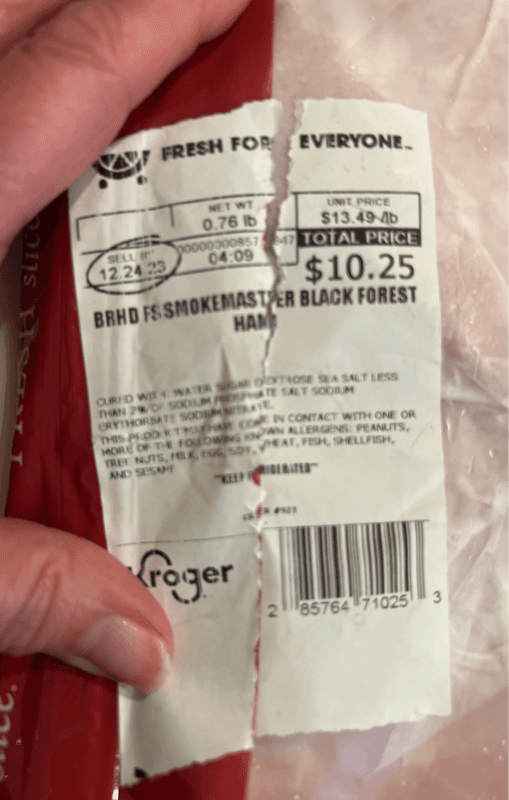 FRESH FOR EVERYONE™
NET WT
0.76 lb
UNIT PRICE
$13.49/lb
TOTAL PRICE
$10.25
SELL BY
12.24.23
04:09
BRHD FS SMOKEMASTER BLACK FOREST
HAM
CURED WITH: WATER SUGAR DEXTROSE SEA SALT LESS
THAN 2% OF SODIUM PHOSPHATE SALT SODIUM
ERYTHORBATE SODIUM NITRATE.
THIS PRODUCT MAY HAVE COME IN CONTACT WITH ONE OR
MORE OF THE FOLLOWING KNOWN ALLERGENS: PEANUTS,
TREE NUTS, MILK, EGG, SOY, WHEAT, FISH, SHELLFISH,
AND SESAME
Kroger
2 85764 71025 3
slice